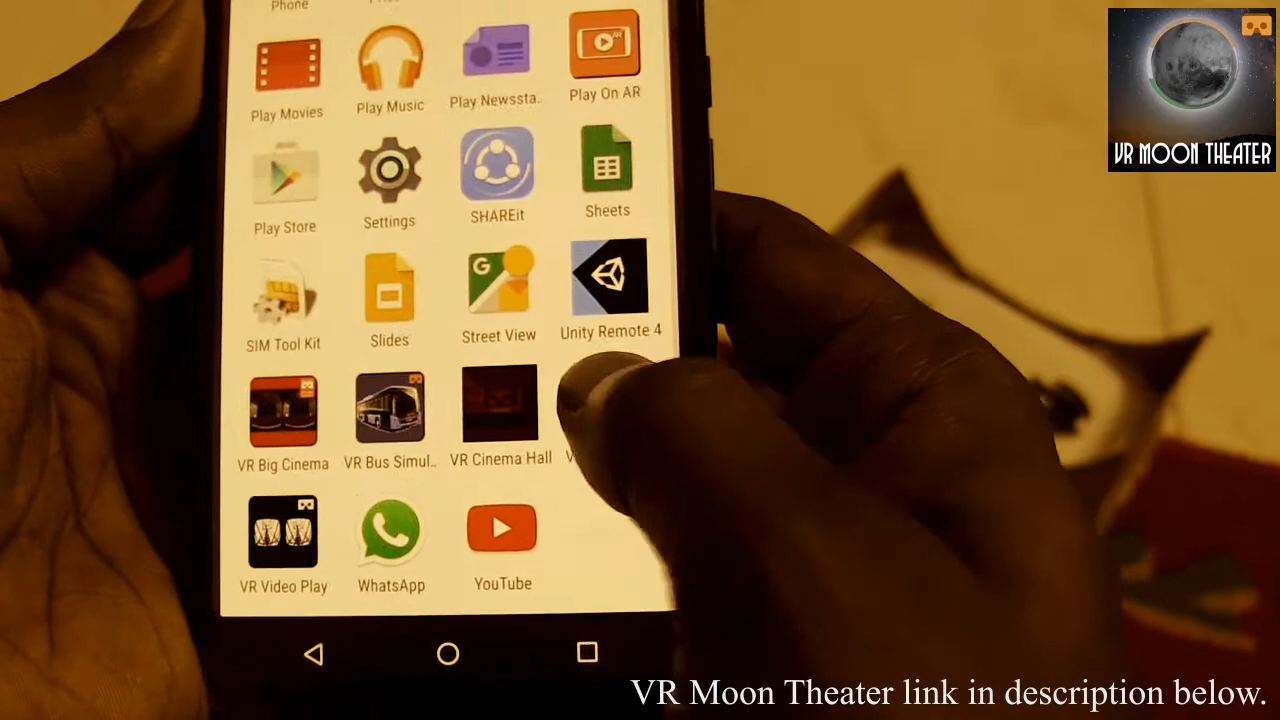 Phone
VR MOON THEATER
AR
Play Movies
Play Music
Play Newssta..
Play On AR
Play Store
Settings
SHAREit
Sheets
G
SIM Tool Kit
Slides
Street View
Unity Remote 4
VR Big Cinema
VR Bus Simul..
VR Cinema Hall
VR Video Play
WhatsApp
YouTube
VR Moon Theater link in description below.